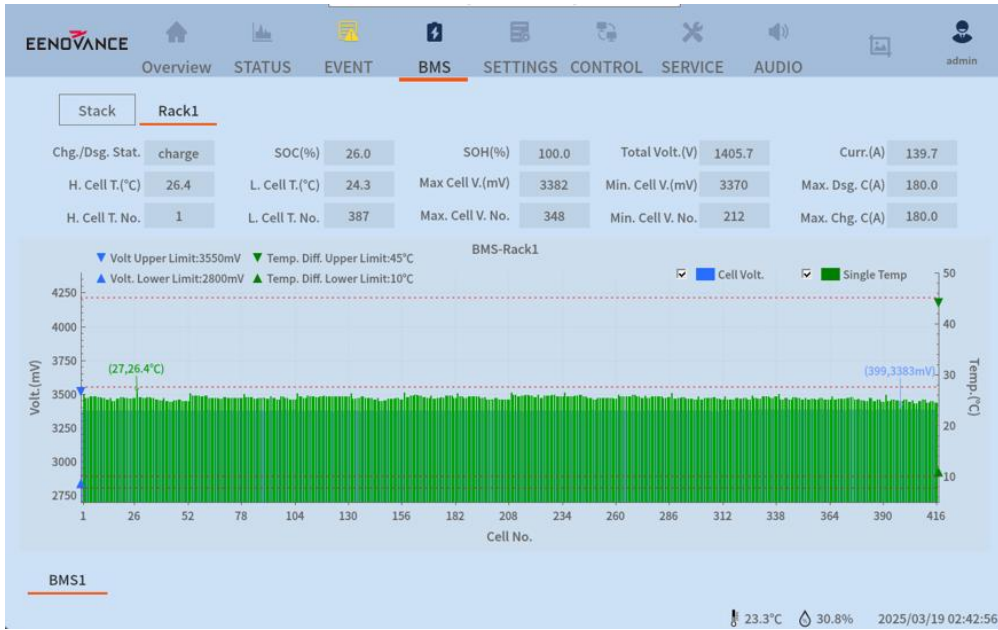 EENOVANCE
Overview STATUS EVENT BMS SETTINGS CONTROL SERVICE AUDIO admin
Stack Rack1
Chg./Dsg. Stat. charge SOC(%) 26.0 SOH(%) 100.0 Total Volt.(V) 1405.7 Curr.(A) 139.7
H. Cell T.(°C) 26.4 L. Cell T.(°C) 24.3 Max Cell V.(mV) 3382 Min. Cell V.(mV) 3370 Max. Dsg. C(A) 180.0
H. Cell T. No. 1 L. Cell T. No. 387 Max. Cell V. No. 348 Min. Cell V. No. 212 Max. Chg. C(A) 180.0
BMS-Rack1
Volt Upper Limit:3550mV Temp. Diff. Upper Limit:45°C
Volt. Lower Limit:2800mV Temp. Diff. Lower Limit:10°C
Cell Volt. Single Temp
4250
4000
3750
3500
3250
3000
2750
Volt.(mV)
(27,26.4°C)
(399,3383mV)
50
40
30
20
10
Temp.(°C)
1 26 52 78 104 130 156 182 208 234 260 286 312 338 364 390 416
Cell No.
BMS1
23.3°C 30.8% 2025/03/19 02:42:56